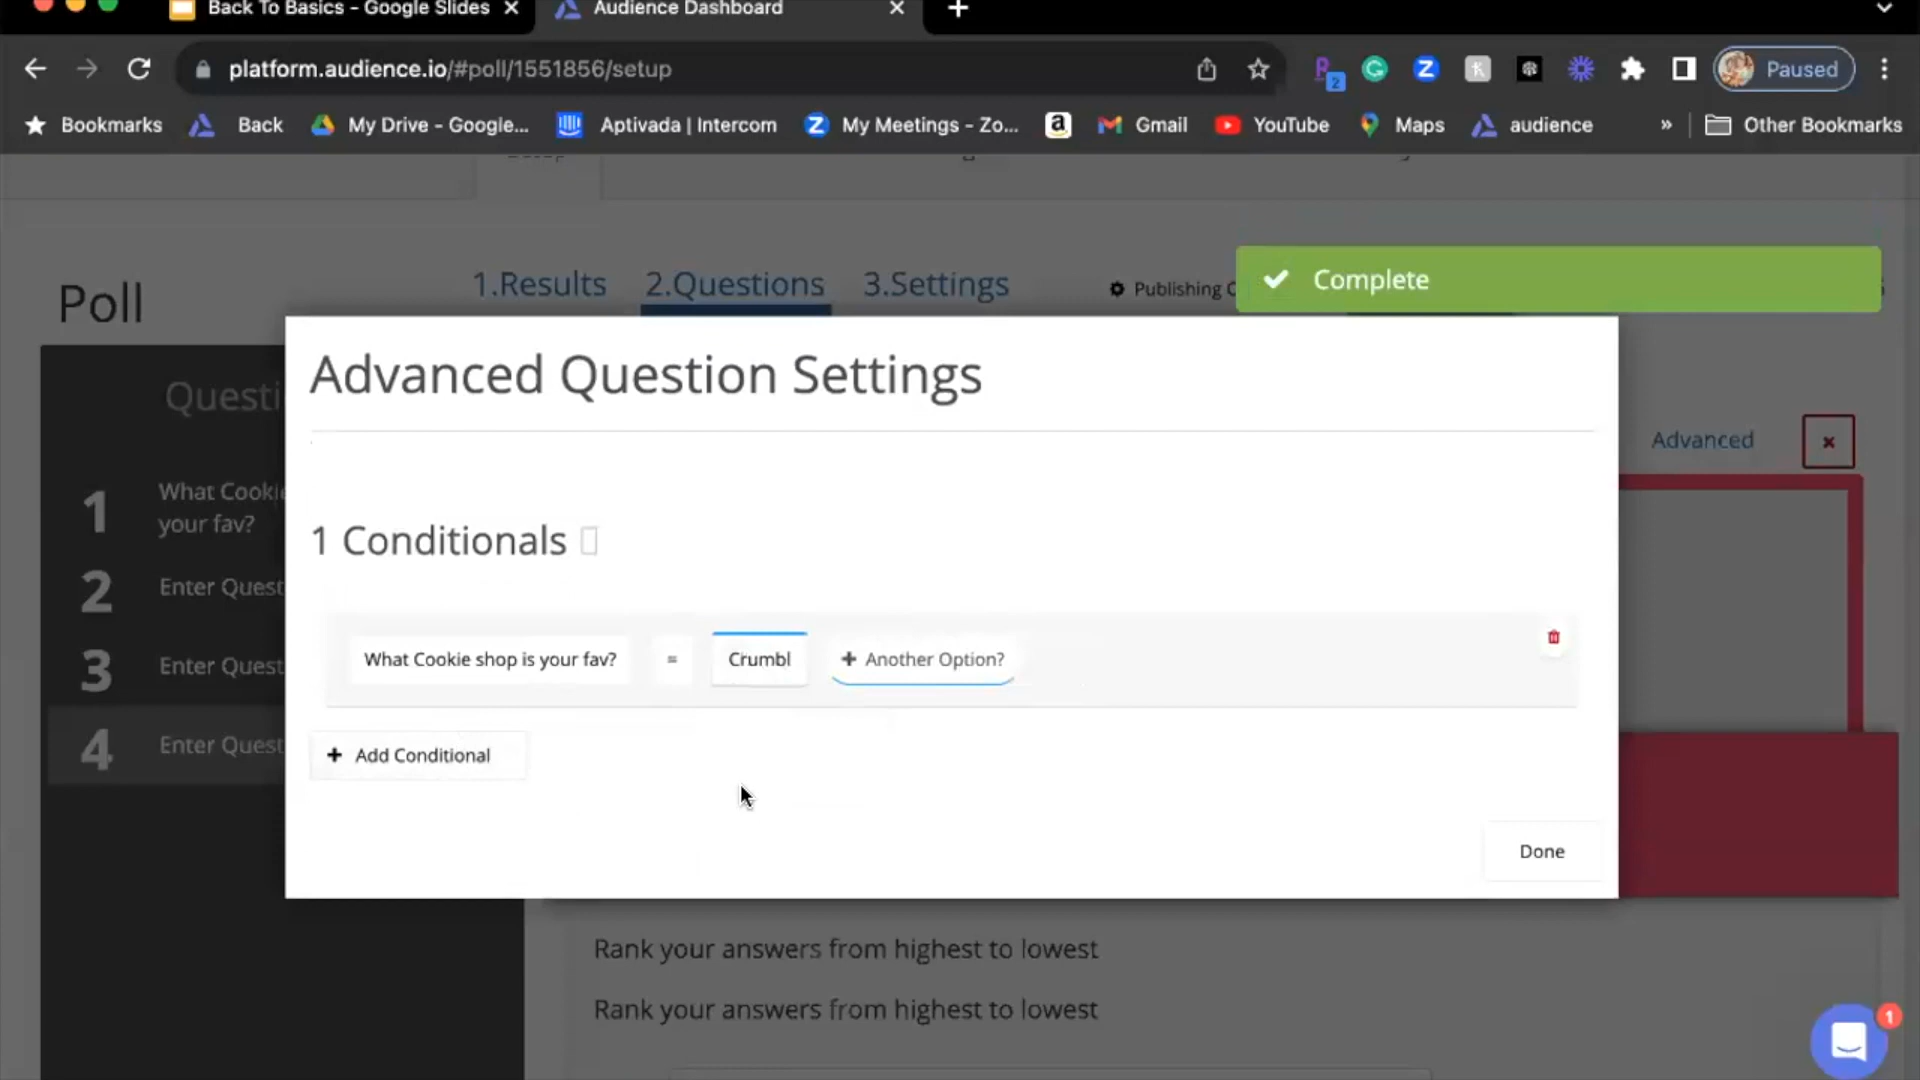 Back To Basics - Google Slides
Audience Dashboard
platform.audience.io/#poll/1551856/setup
2
Paused
Bookmarks
Back
My Drive - Google...
Aptivada | Intercom
My Meetings - Zo...
Gmail
YouTube
Maps
audience
»
Other Bookmarks
Poll
1.Results
2.Questions
3.Settings
Publishing
Complete
Advanced Question Settings
Questi
Advanced
1 What Cookie
your fav?
2 Enter Quest
3 Enter Quest
4 Enter Quest
1 Conditionals
What Cookie shop is your fav?
=
Crumbl
+ Another Option?
+ Add Conditional
Done
Rank your answers from highest to lowest
Rank your answers from highest to lowest
1